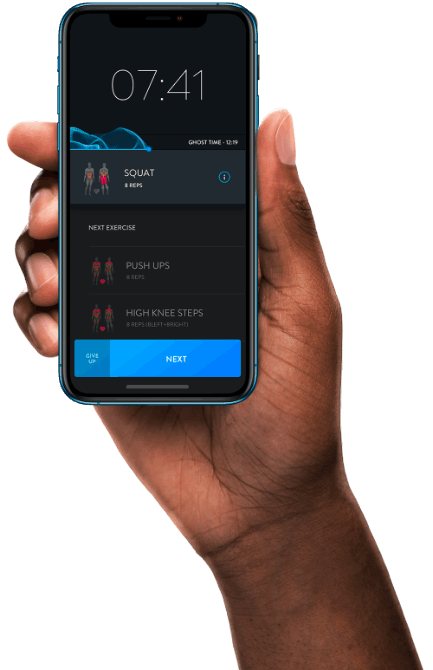 07:41
GHOST TIME - 12:19
SQUAT
8 REPS
NEXT EXERCISE
PUSH UPS
8 REPS
HIGH KNEE STEPS
8 REPS (8LEFT+8RIGHT)
GIVE
UP
NEXT